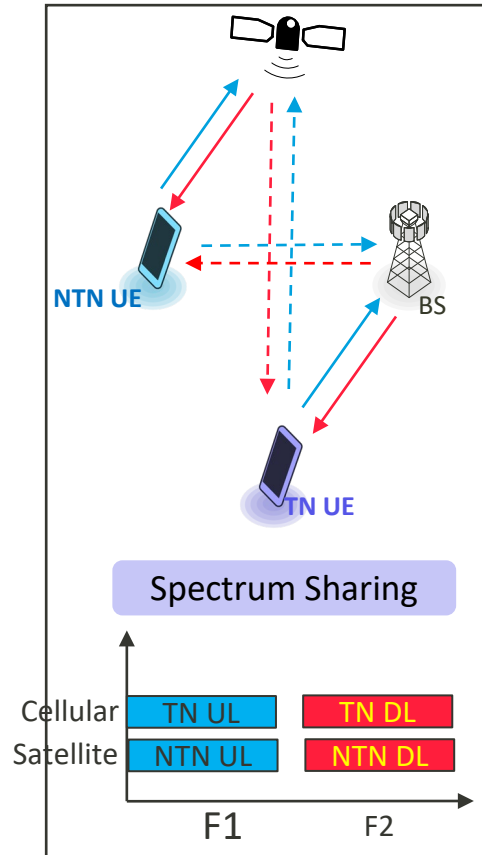 NTN UE
BS
TN UE
Spectrum Sharing
Cellular TN UL TN DL
Satellite NTN UL NTN DL
F1 F2